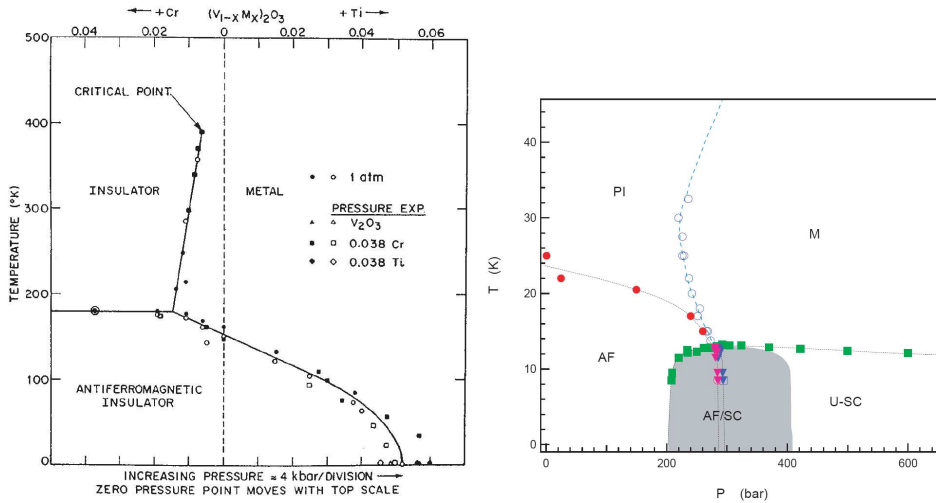 ← +Cr (V1-X MX)2O3 +Ti →
0.04 0.02 0 0.02 0.04 0.06
500
CRITICAL POINT
400
INSULATOR METAL
1 atm
PRESSURE EXP.
V2O3
0.038 Cr
0.038 Ti
300
TEMPERATURE (°K)
200
100
ANTIFERROMAGNETIC
INSULATOR
0
INCREASING PRESSURE ≈ 4 kbar/DIVISION →
ZERO PRESSURE POINT MOVES WITH TOP SCALE
40
PI
M
30
T (K)
20
AF
10
AF/SC
U-SC
0
0 200 400 600
P (bar)